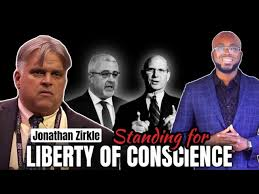 Jonathan Zirkle
Standing for
LIBERTY OF CONSCIENCE